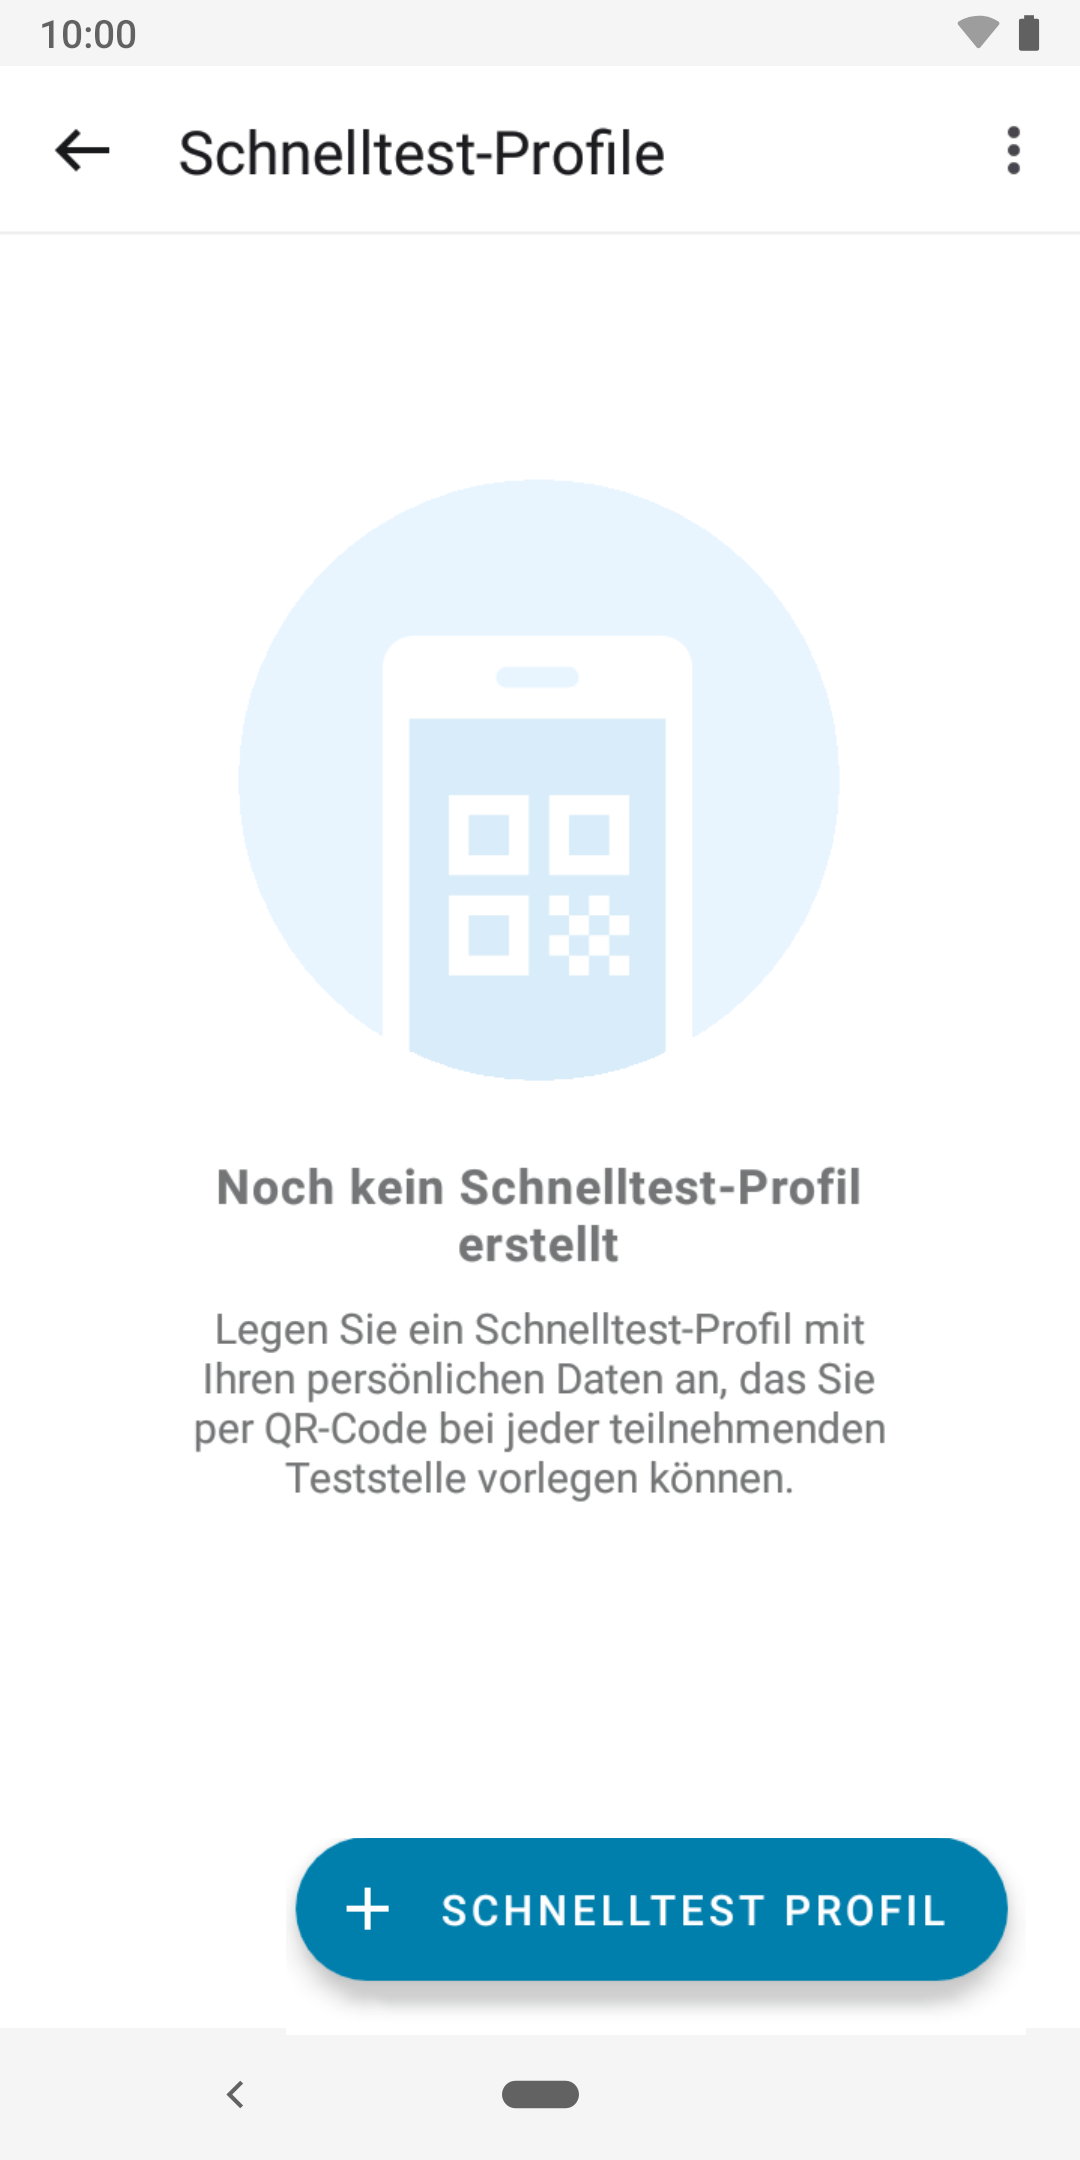 10:00
Schnelltest-Profile
Noch kein Schnelltest-Profil
erstellt
Legen Sie ein Schnelltest-Profil mit
Ihren persönlichen Daten an, das Sie
per QR-Code bei jeder teilnehmenden
Teststelle vorlegen können.
SCHNELLTEST PROFIL